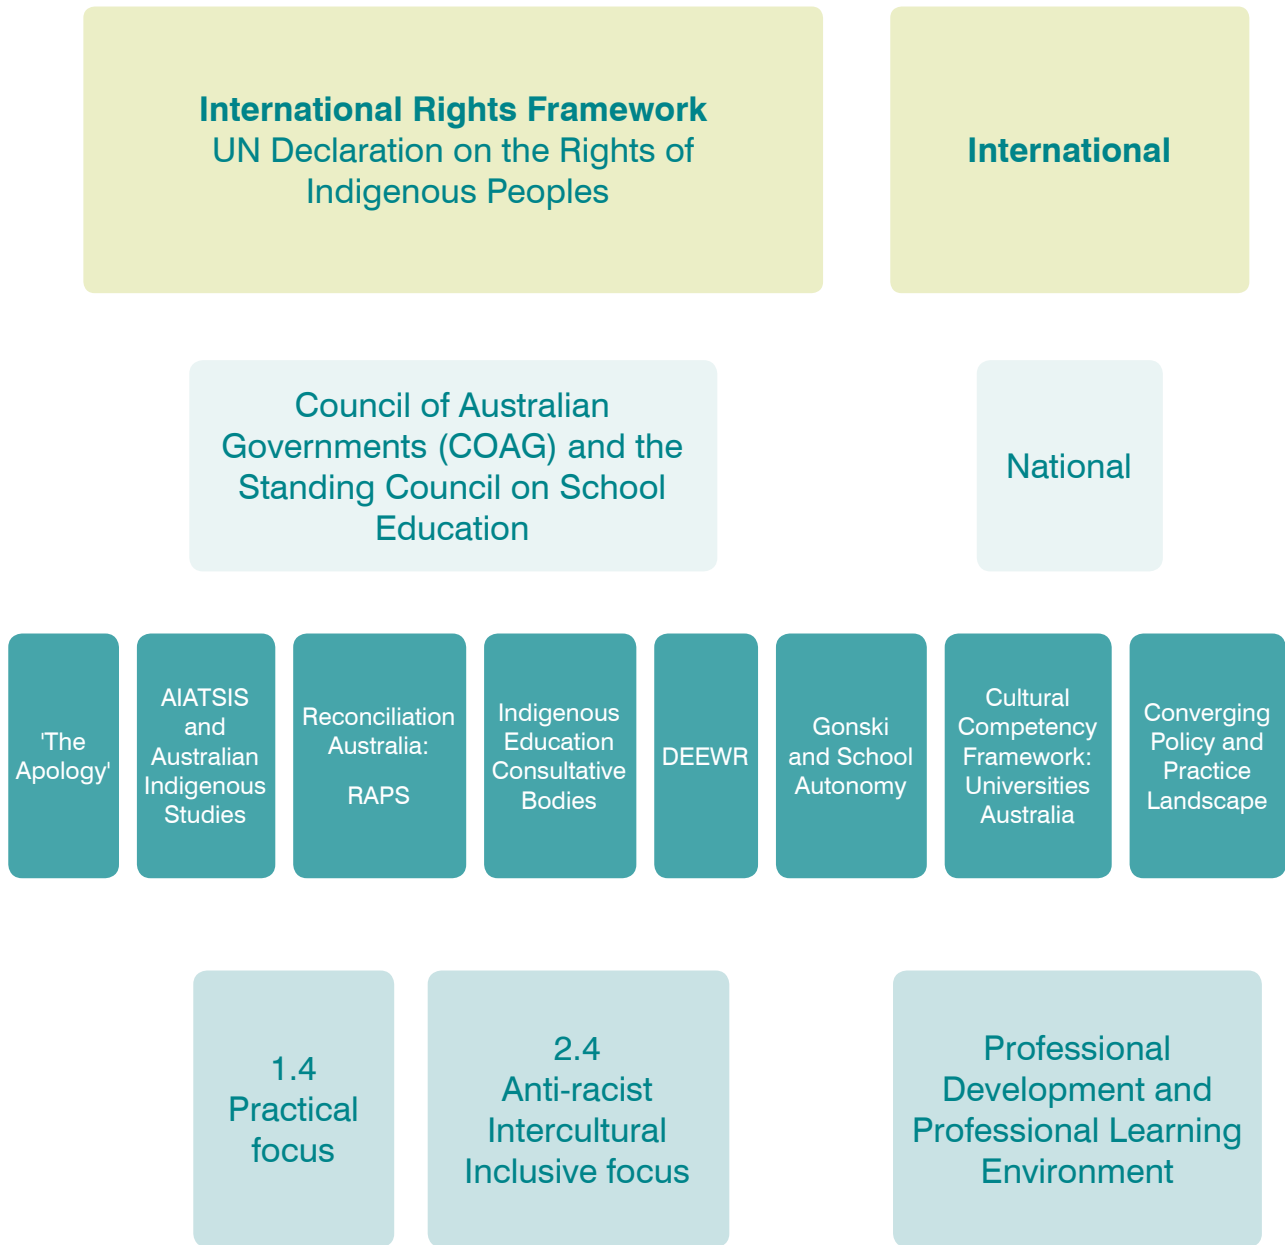 International Rights Framework
UN Declaration on the Rights of
Indigenous Peoples
International
Council of Australian
Governments (COAG) and the
Standing Council on School
Education
National
'The
Apology'
AIATSIS
and
Australian
Indigenous
Studies
Reconciliation
Australia:
RAPS
Indigenous
Education
Consultative
Bodies
DEEWR
Gonski
and School
Autonomy
Cultural
Competency
Framework:
Universities
Australia
Converging
Policy and
Practice
Landscape
1.4
Practical
focus
2.4
Anti-racist
Intercultural
Inclusive focus
Professional
Development and
Professional Learning
Environment